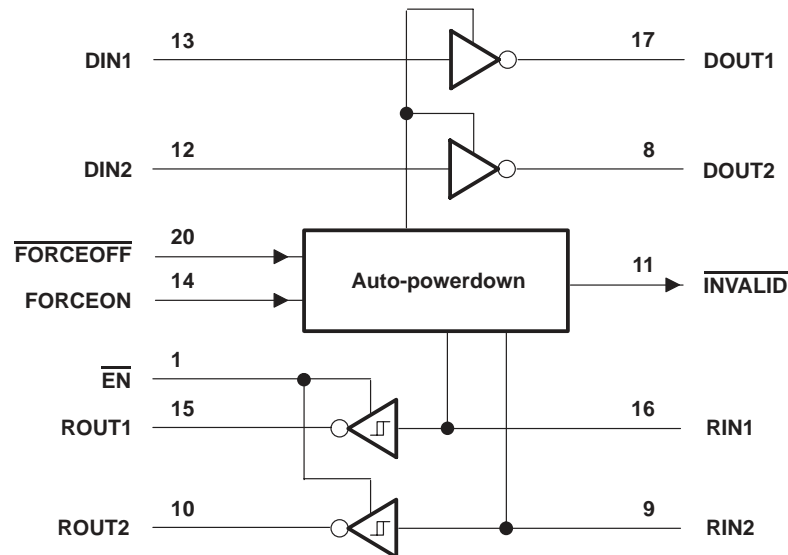 DIN1 13 17 DOUT1
DIN2 12 8 DOUT2
FORCEOFF 20
Auto-powerdown
11 INVALID
FORCEON 14
EN 1
ROUT1 15 16 RIN1
ROUT2 10 9 RIN2